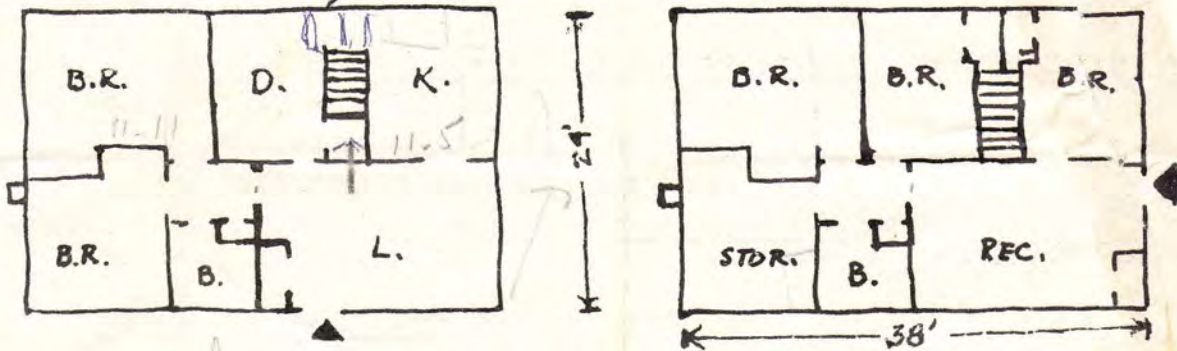 B.R. D. K.
11-11 11-5
B.R. B. L.
24'
B.R. B.R. B.R.
STOR. B. REC.
38'